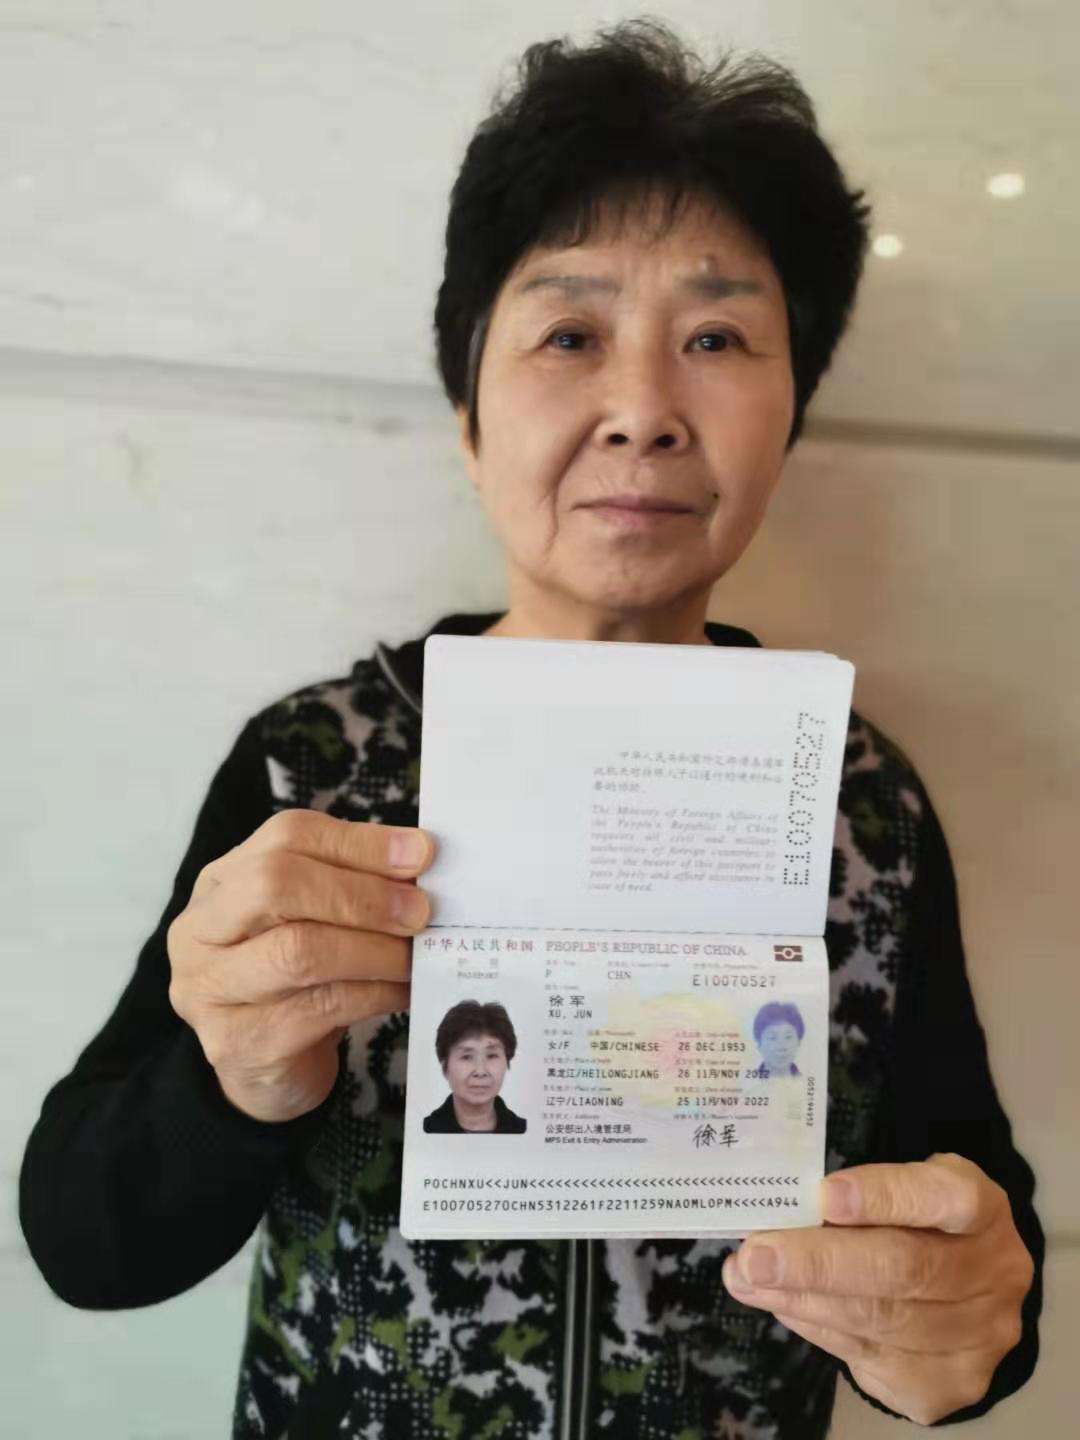 中华人民共和国外交部请各国军
政机关对持照人予以通行的便利和必
要的协助。
The Ministry of Foreign Affairs of
the People's Republic of China
requests all civil and military
authorities of foreign countries to
allow the bearer of this passport to
pass freely and afford assistance in
case of need.
E10070527
中华人民共和国 PEOPLE'S REPUBLIC OF CHINA
护 照
PASSPORT
P CHN E10070527
徐军
XU, JUN
女/F 中国/CHINESE 26 DEC 1953
黑龙江/HEILONGJIANG 26 11月/NOV 2012
辽宁/LIAONING 25 11月/NOV 2022
公安部出入境管理局
MPS Exit & Entry Administration
徐军
POCHNXU<<JUN<<<<<<<<<<<<<<<<<<<<<<<<<<<<<<<<
E100705270CHN5312261F2211259NAOMLOPM<<<<A944